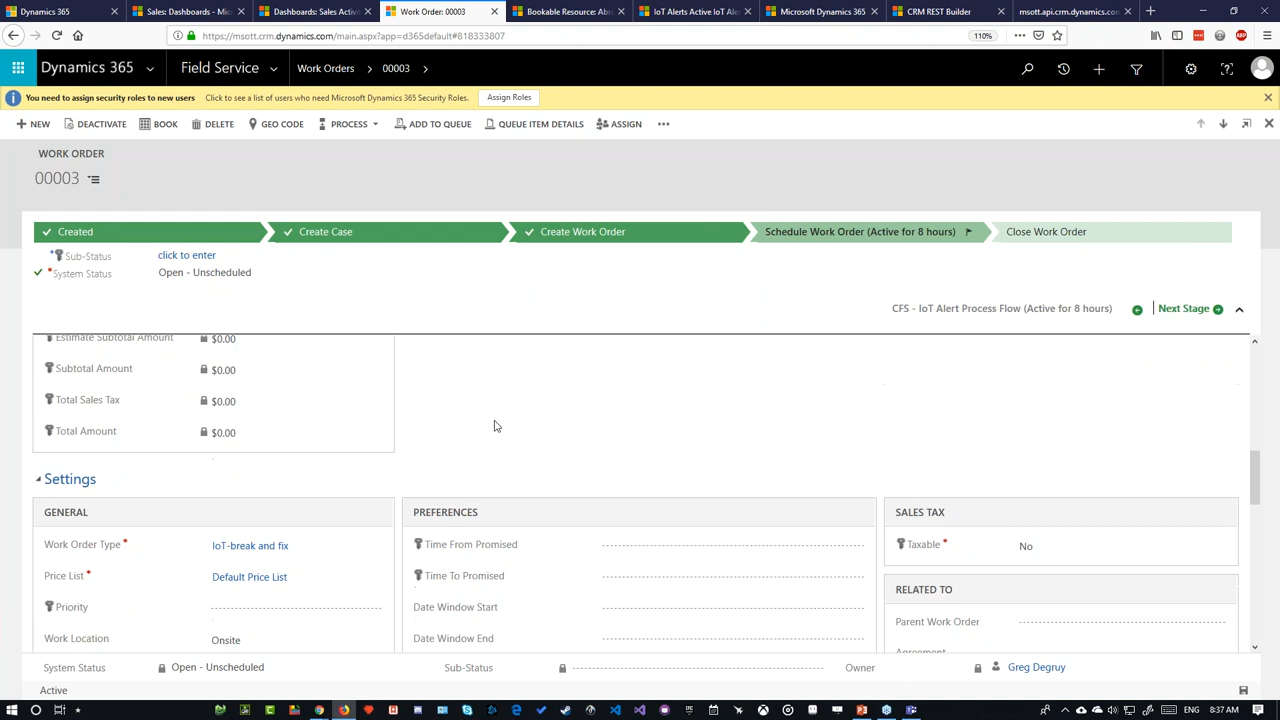 Dynamics 365
Sales: Dashboards - Mic
Dashboards: Sales Activi
Work Order: 00003
Bookable Resource: Abra
IoT Alerts Active IoT Al
Microsoft Dynamics 365
CRM REST Builder
msott.api.crm.dynamics.com/
https://msott.crm.dynamics.com/main.aspx?app=d365default#818333807
110%
Dynamics 365
Field Service
Work Orders
00003
You need to assign security roles to new users
Click to see a list of users who need Microsoft Dynamics 365 Security Roles.
Assign Roles
NEW
DEACTIVATE
BOOK
DELETE
GEO CODE
PROCESS
ADD TO QUEUE
QUEUE ITEM DETAILS
ASSIGN
WORK ORDER
00003
Created
Create Case
Create Work Order
Schedule Work Order (Active for 8 hours)
Close Work Order
Sub-Status click to enter
*System Status Open - Unscheduled
CFS - IoT Alert Process Flow (Active for 8 hours)
Next Stage
Estimate Subtotal Amount $0.00
Subtotal Amount $0.00
Total Sales Tax $0.00
Total Amount $0.00
Settings
GENERAL
Work Order Type* IoT-break and fix
Price List* Default Price List
Priority
Work Location Onsite
PREFERENCES
Time From Promised
Time To Promised
Date Window Start
Date Window End
SALES TAX
Taxable* No
RELATED TO
Parent Work Order
Agreement
System Status Open - Unscheduled
Sub-Status
Owner Greg Degruy
Active
ENG 8:37 AM